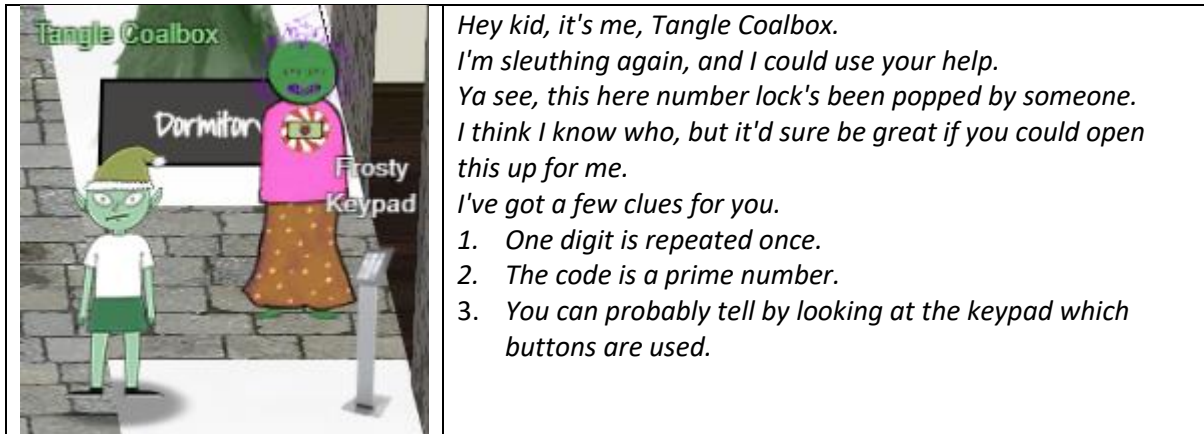 Tangle Coalbox
Dormitor
Frosty
Keypad
Hey kid, it's me, Tangle Coalbox.
I'm sleuthing again, and I could use your help.
Ya see, this here number lock's been popped by someone.
I think I know who, but it'd sure be great if you could open
this up for me.
I've got a few clues for you.
1. One digit is repeated once.
2. The code is a prime number.
3. You can probably tell by looking at the keypad which
buttons are used.